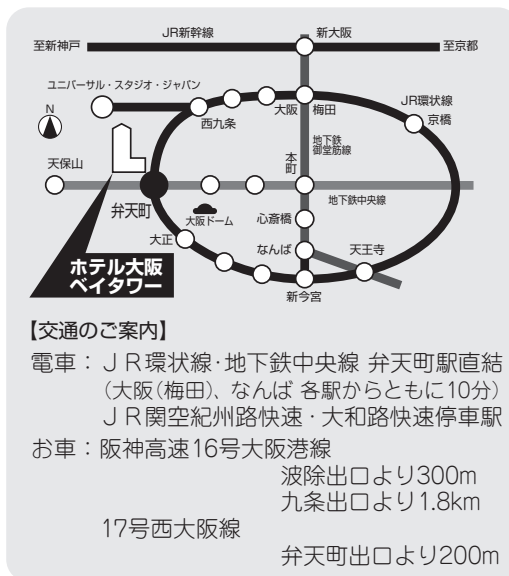 JR新幹線
新大阪
至新神戸
至京都
ユニバーサル・スタジオ・ジャパン
N
西九条
大阪
梅田
JR環状線
京橋
地下鉄
御堂筋線
天保山
本町
弁天町
地下鉄中央線
大阪ドーム
心斎橋
大正
なんば
天王寺
ホテル大阪
ベイタワー
新今宮
【交通のご案内】
電車：ＪＲ環状線・地下鉄中央線 弁天町駅直結
（大阪（梅田）、なんば 各駅からともに10分）
ＪＲ関空紀州路快速・大和路快速停車駅
お車：阪神高速16号大阪港線
波除出口より300m
九条出口より1.8km
17号西大阪線
弁天町出口より200m